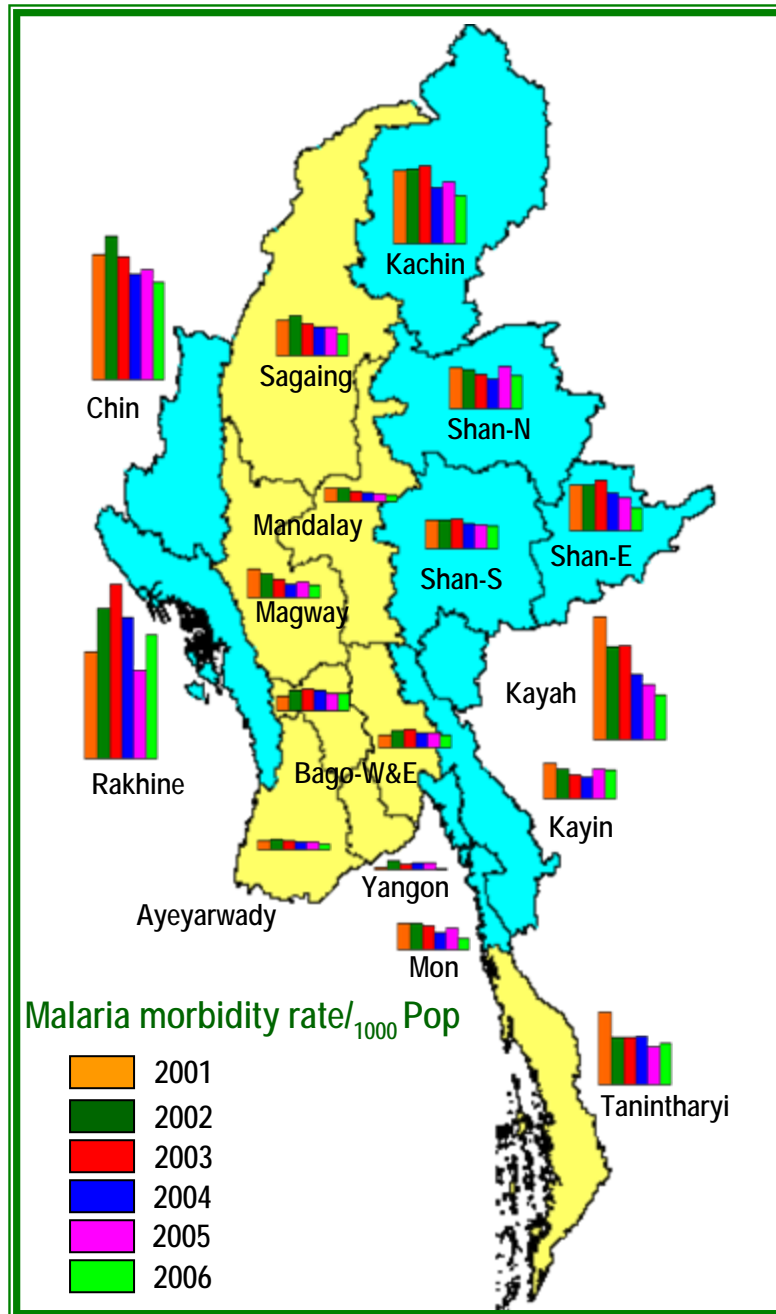 Kachin
Sagaing
Chin
Shan-N
Mandalay
Shan-E
Shan-S
Magway
Kayah
Rakhine
Bago-W&E
Kayin
Yangon
Ayeyarwady
Mon
Malaria morbidity rate/1000 Pop
2001
Tanintharyi
2002
2003
2004
2005
2006